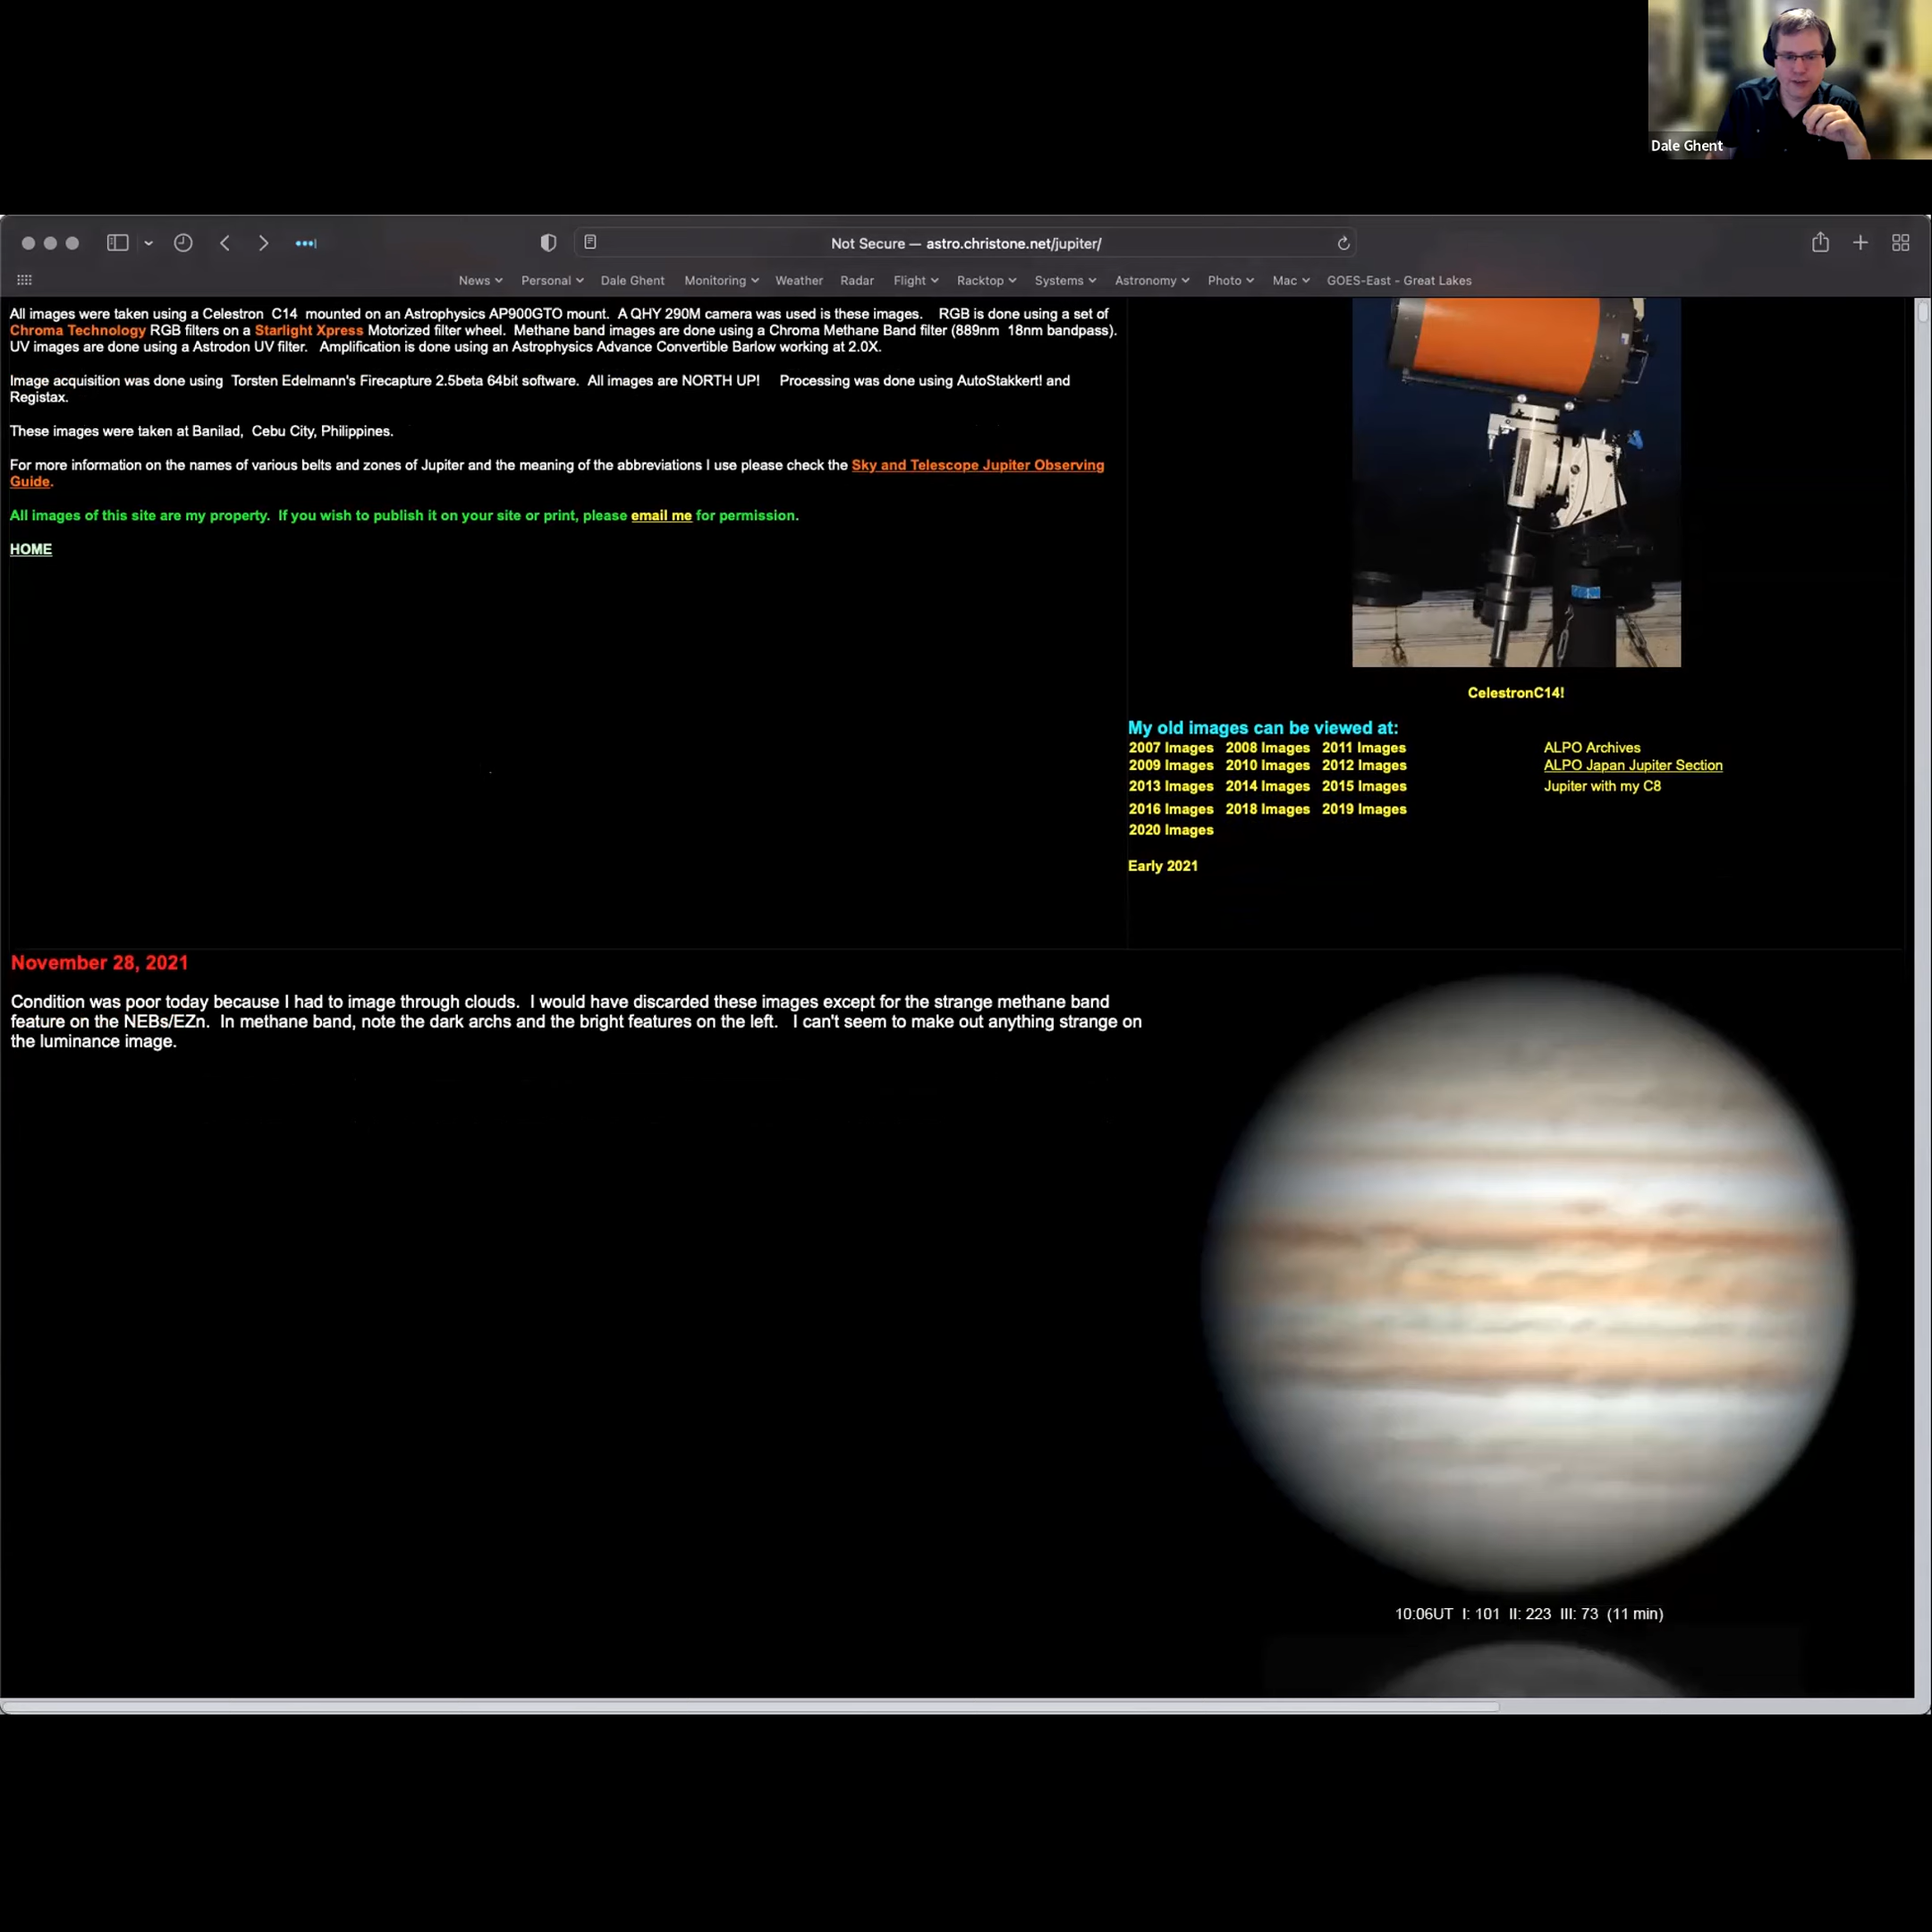 Dale Ghent
Not Secure — astro.christone.net/jupiter/
News Personal Dale Ghent Monitoring Weather Radar Flight Racktop Systems Astronomy Photo Mac GOES-East - Great Lakes
All images were taken using a Celestron C14 mounted on an Astrophysics AP900GTO mount. A QHY 290M camera was used is these images. RGB is done using a set of
Chroma Technology RGB filters on a Starlight Xpress Motorized filter wheel. Methane band images are done using a Chroma Methane Band filter (889nm 18nm bandpass).
UV images are done using a Astrodon UV filter. Amplification is done using an Astrophysics Advance Convertible Barlow working at 2.0X.
Image acquisition was done using Torsten Edelmann's Firecapture 2.5beta 64bit software. All images are NORTH UP! Processing was done using AutoStakkert! and
Registax.
These images were taken at Banilad, Cebu City, Philippines.
For more information on the names of various belts and zones of Jupiter and the meaning of the abbreviations I use please check the Sky and Telescope Jupiter Observing
Guide.
All images of this site are my property. If you wish to publish it on your site or print, please email me for permission.
HOME
CelestronC14!
My old images can be viewed at:
2007 Images 2008 Images 2011 Images ALPO Archives
2009 Images 2010 Images 2012 Images ALPO Japan Jupiter Section
2013 Images 2014 Images 2015 Images Jupiter with my C8
2016 Images 2018 Images 2019 Images
2020 Images
Early 2021
November 28, 2021
Condition was poor today because I had to image through clouds. I would have discarded these images except for the strange methane band
feature on the NEBs/EZn. In methane band, note the dark archs and the bright features on the left. I can't seem to make out anything strange on
the luminance image.
10:06UT I: 101 II: 223 III: 73 (11 min)